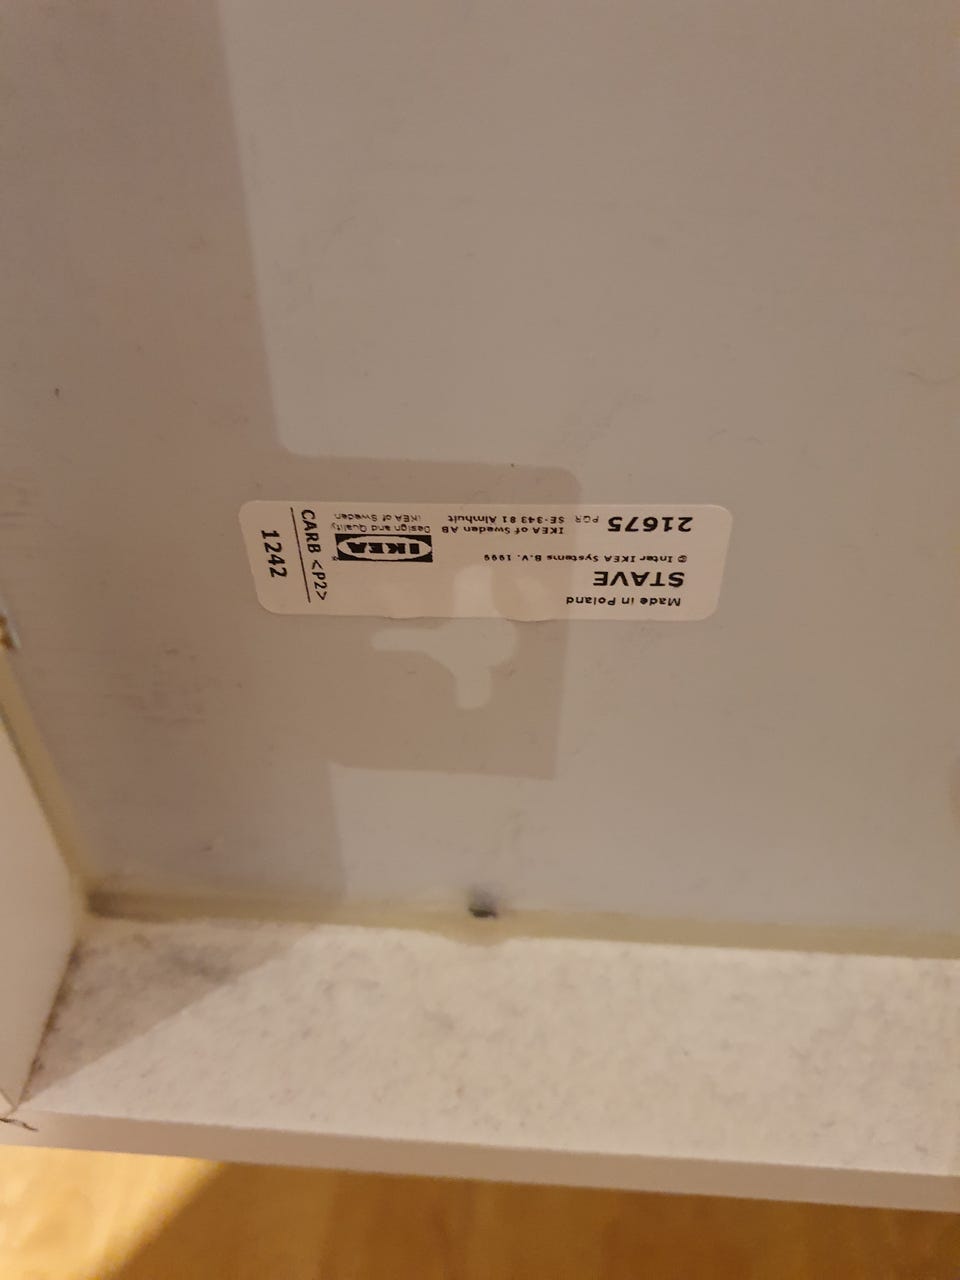 Made in Poland
STAVE
© Inter IKEA Systems B.V. 1999
21675 PGR
IKEA of Sweden AB
SE-343 81 Almhult
IKEA®
Design and Quality
IKEA of Sweden
CARB <P2>
1242